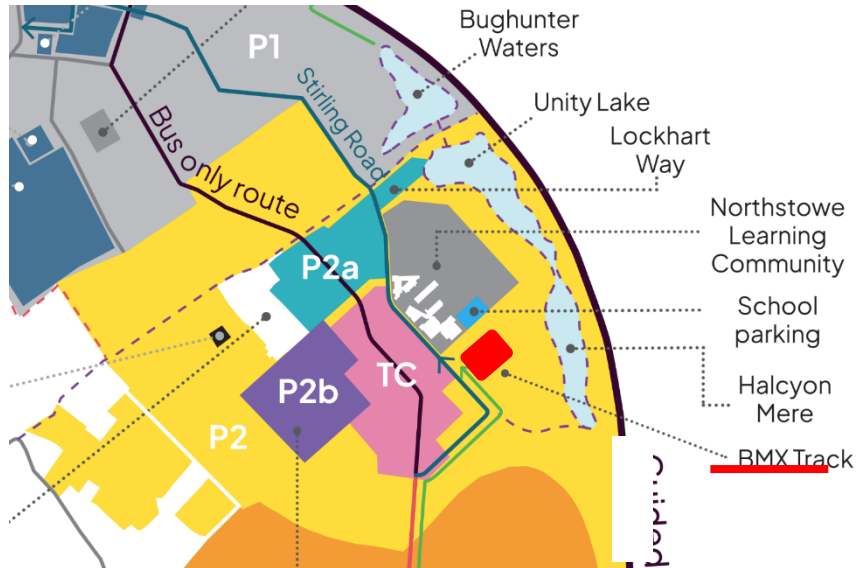 P1
Bughunter
Waters
Unity Lake
Lockhart
Way
Stirling Road
Bus only route
Northstowe
Learning
Community
P2a
School
parking
TC
P2b
Halcyon
Mere
P2
BMX Track
Guided